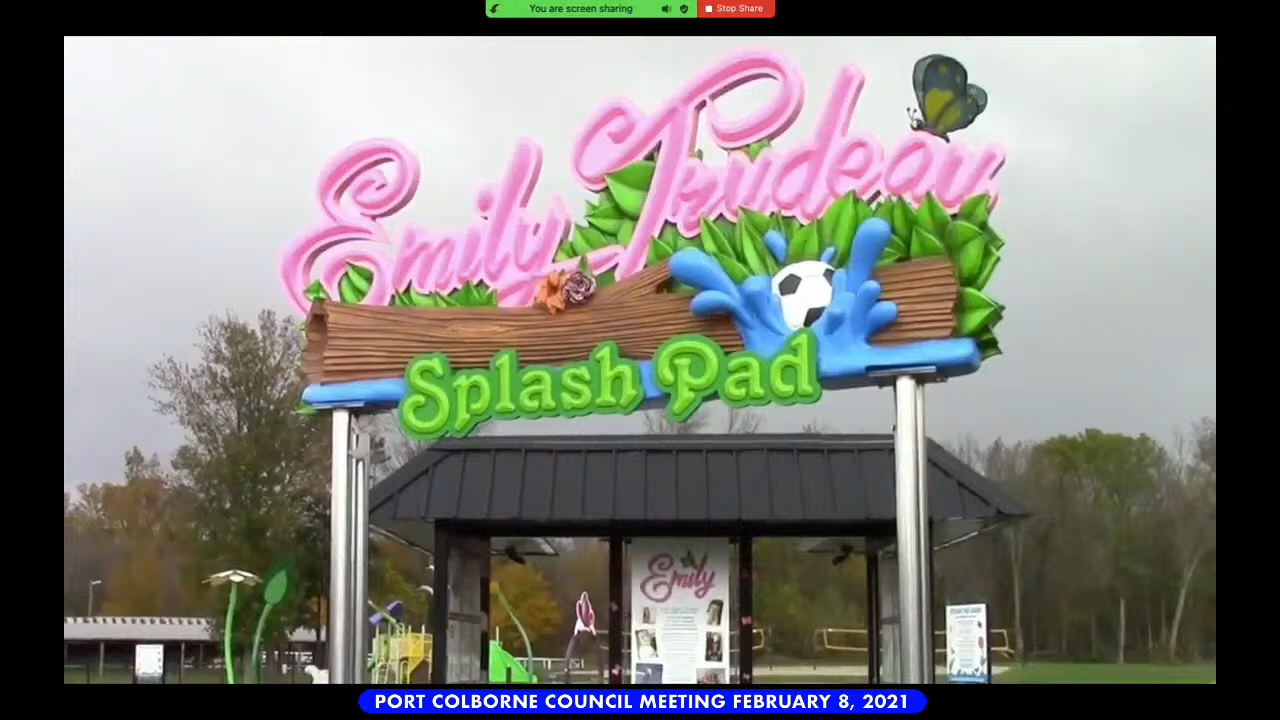 You are screen sharing
Stop Share
Emily Trudeau
Splash Pad
Emily
PORT COLBORNE COUNCIL MEETING FEBRUARY 8, 2021